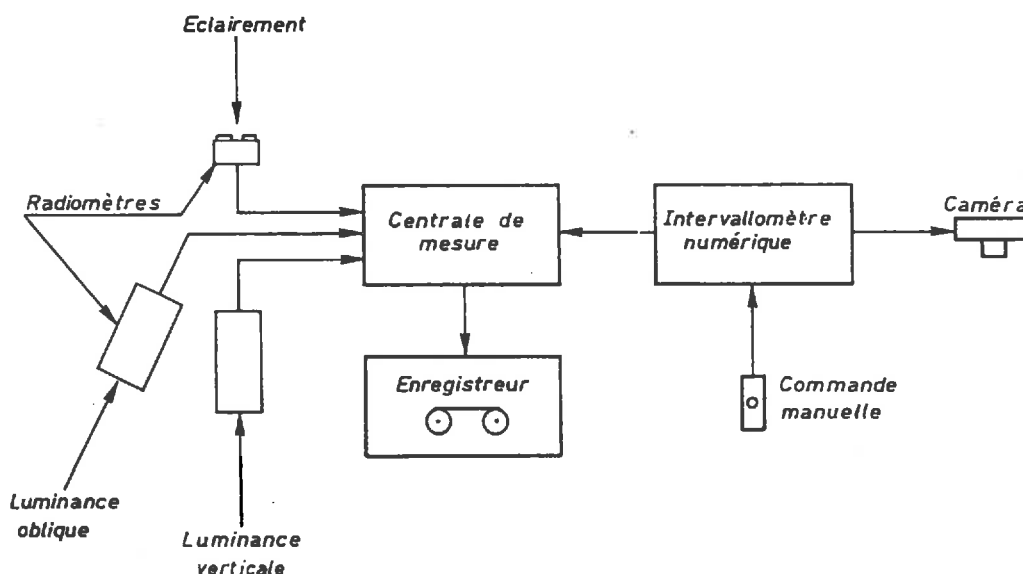 Eclairement
Radiomètres
Centrale de
mesure
Intervallomètre
numérique
Caméra
Enregistreur
Commande
manuelle
Luminance
oblique
Luminance
verticale